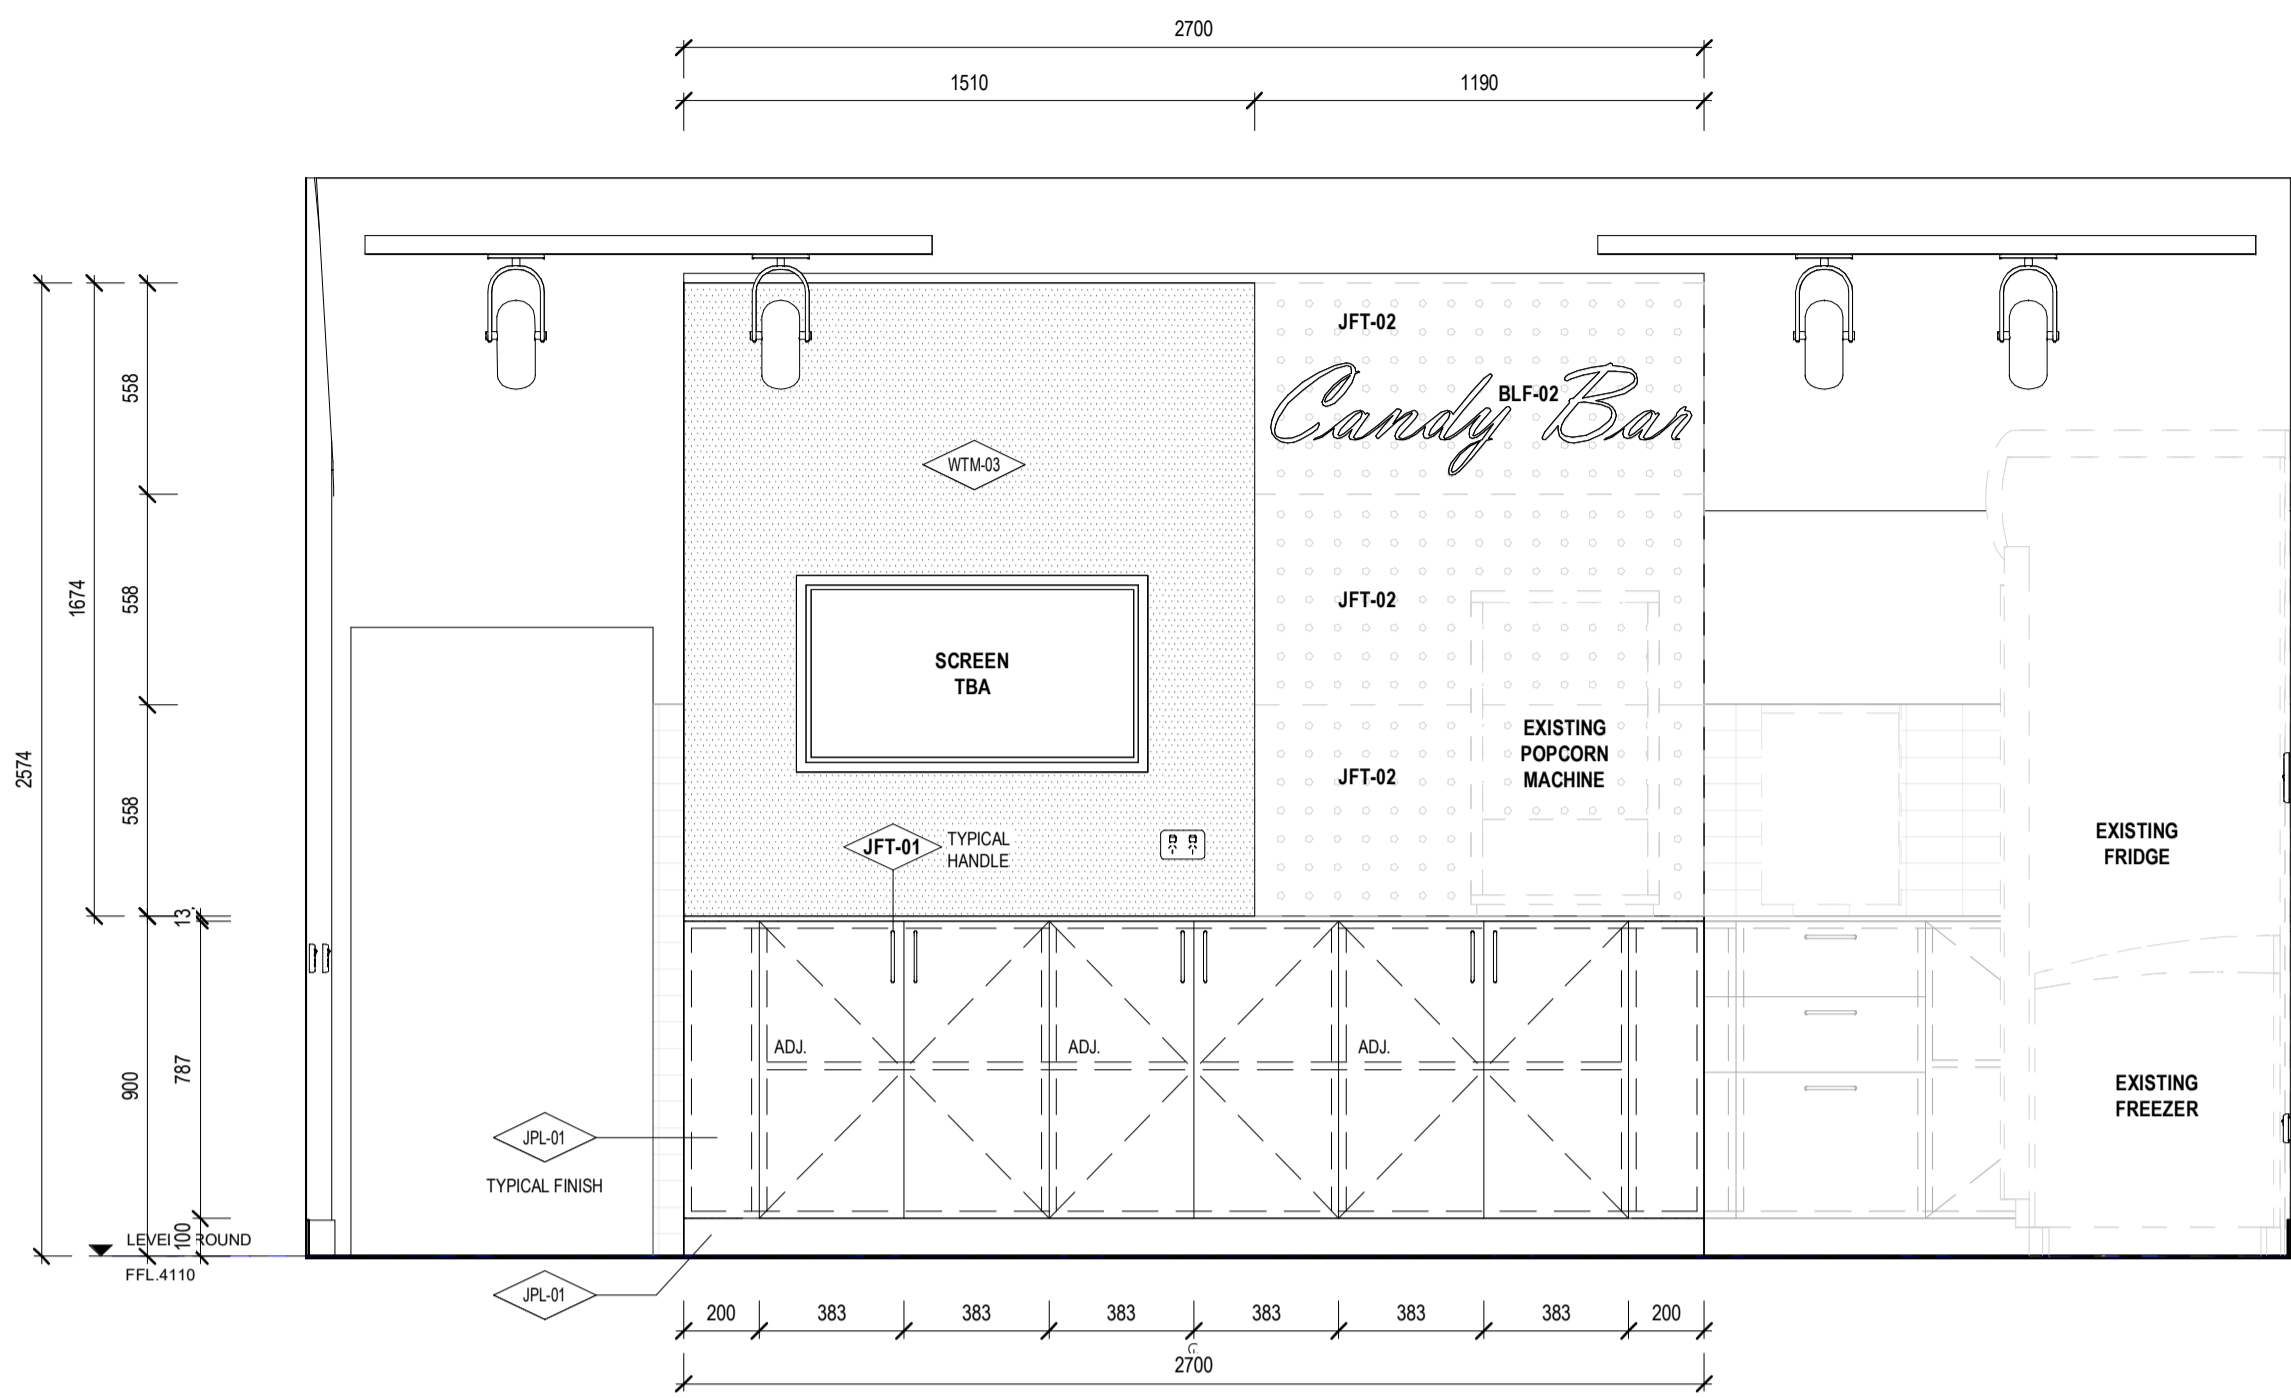 2700
1510
1190
JFT-02
Candy Bar
BLF-02
558
WTM-03
1674
558
JFT-02
SCREEN
TBA
EXISTING
POPCORN
MACHINE
2574
558
JFT-02
JFT-01
TYPICAL
HANDLE
EXISTING
FRIDGE
13
ADJ.
ADJ.
ADJ.
787
900
EXISTING
FREEZER
JPL-01
TYPICAL FINISH
100
LEVEL GROUND
FFL.4110
JPL-01
200
383
383
383
383
383
383
200
2700